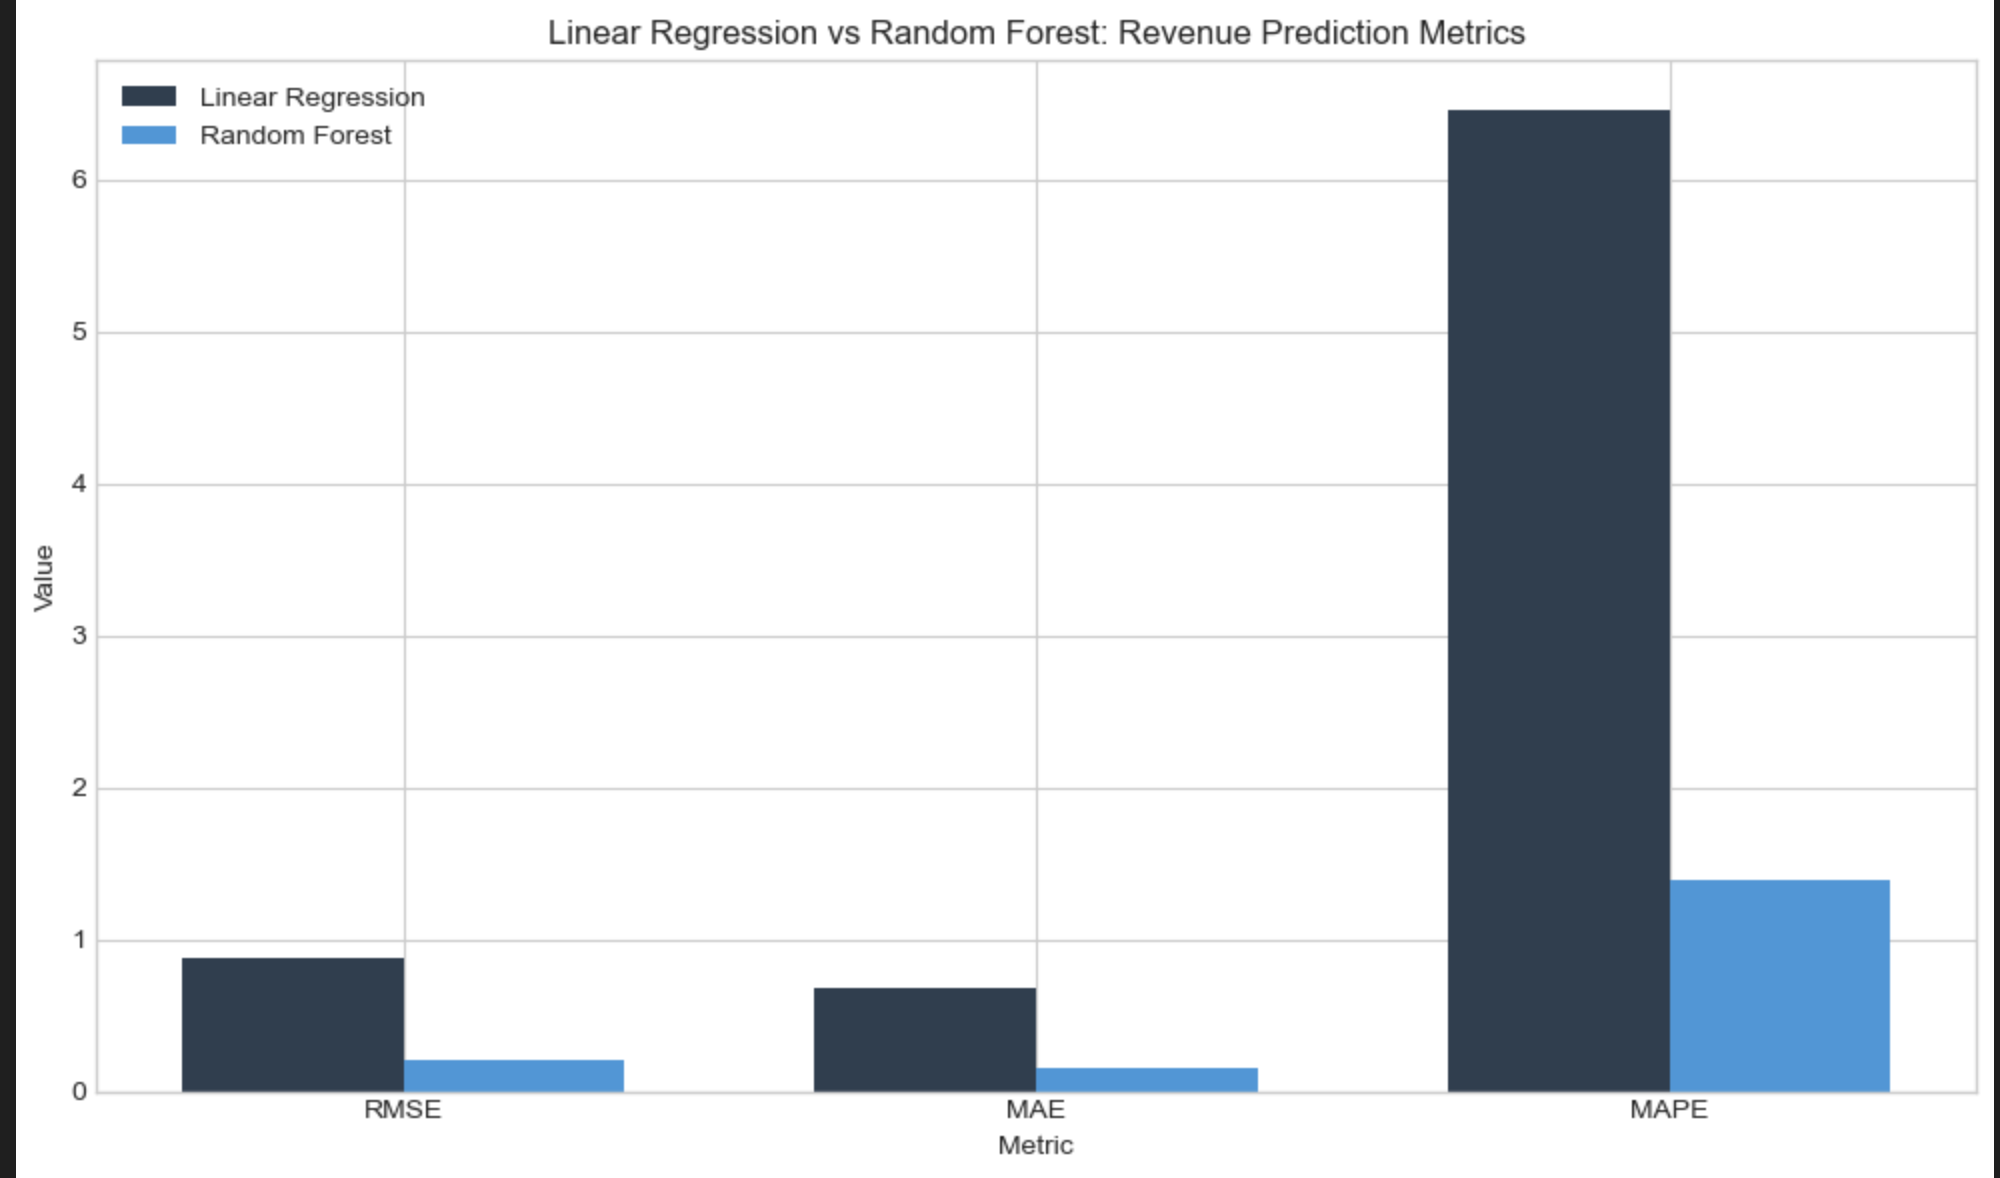 Linear Regression vs Random Forest: Revenue Prediction Metrics
Linear Regression
Random Forest
6
5
4
3
2
1
0
Value
RMSE MAE MAPE
Metric